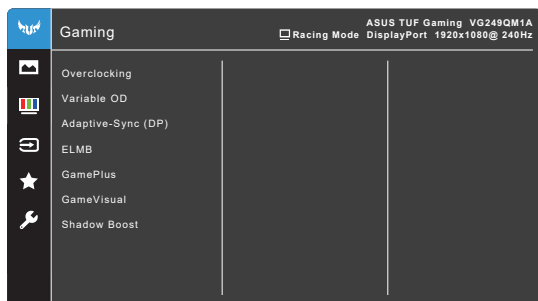 ASUS TUF Gaming VG249QM1A
Gaming
Racing Mode DisplayPort 1920x1080@ 240Hz
Overclocking
Variable OD
Adaptive-Sync (DP)
ELMB
GamePlus
GameVisual
Shadow Boost